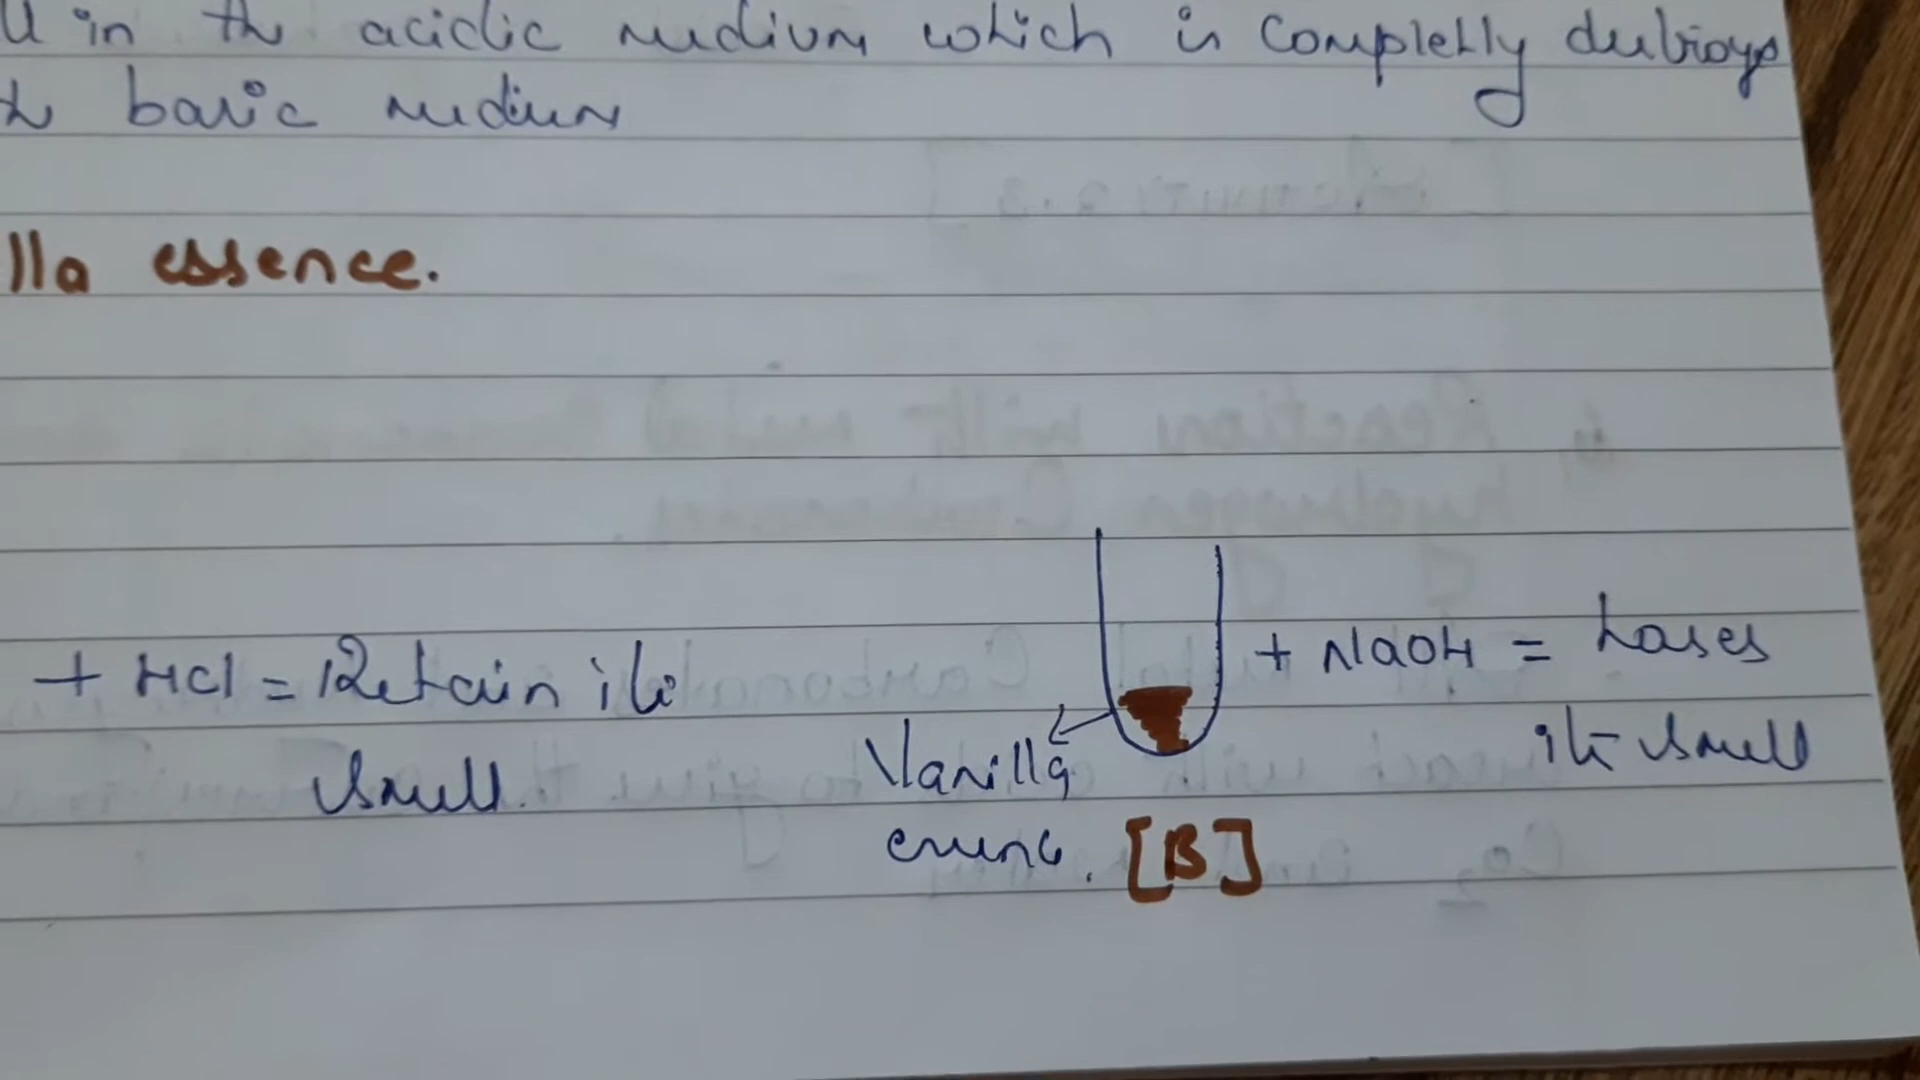 in the acidic medium which is Completly
basic medium
lla essence.
+ HCl = Retain its
smell.
Vanilla
essence. [B]
+ NaOH = Loses
its smell